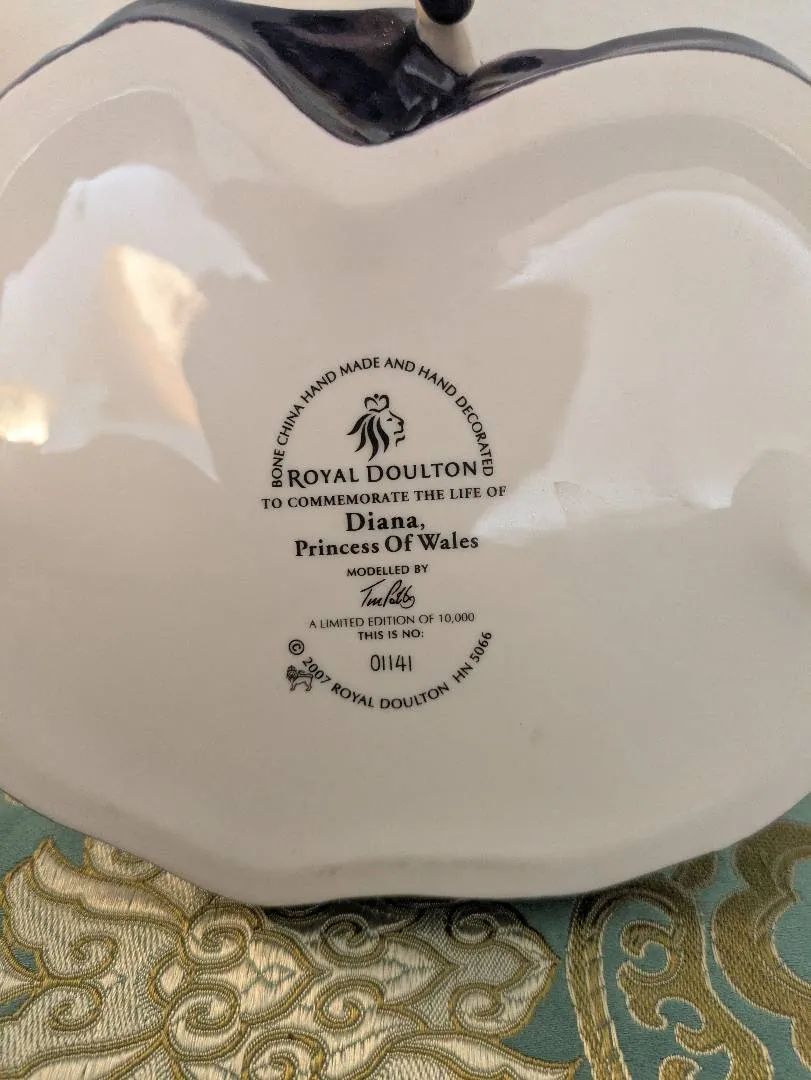 BONE CHINA HAND MADE AND HAND DECORATED
ROYAL DOULTON
TO COMMEMORATE THE LIFE OF
Diana,
Princess Of Wales
MODELLED BY
A LIMITED EDITION OF 10,000
THIS IS NO:
01141
© 2007 ROYAL DOULTON HN 5066